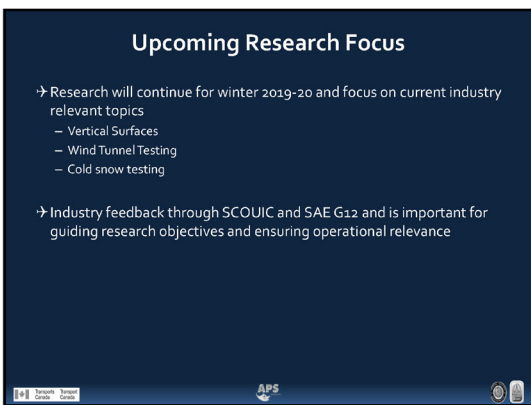 Upcoming Research Focus
Research will continue for winter 2019-20 and focus on current industry
relevant topics
– Vertical Surfaces
– Wind Tunnel Testing
– Cold snow testing
Industry feedback through SCOUIC and SAE G12 and is important for
guiding research objectives and ensuring operational relevance
Transports Transport
Canada Canada
APS